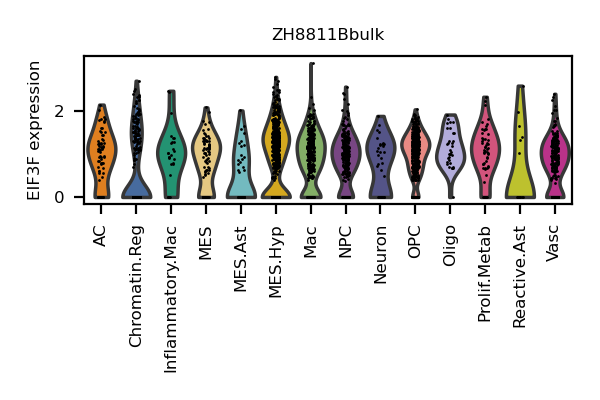 ZH8811Bbulk
EIF3F expression
2
0
AC
Chromatin.Reg
Inflammatory.Mac
MES
MES.Ast
MES.Hyp
Mac
NPC
Neuron
OPC
Oligo
Prolif.Metab
Reactive.Ast
Vasc